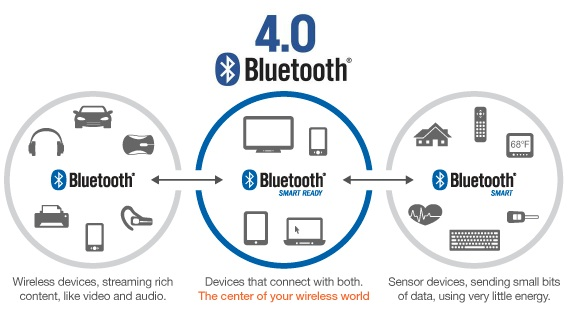 4.0
Bluetooth®
68°F
Bluetooth®
Bluetooth®
SMART READY
Bluetooth®
SMART
Wireless devices, streaming rich
content, like video and audio.
Devices that connect with both.
The center of your wireless world
Sensor devices, sending small bits
of data, using very little energy.